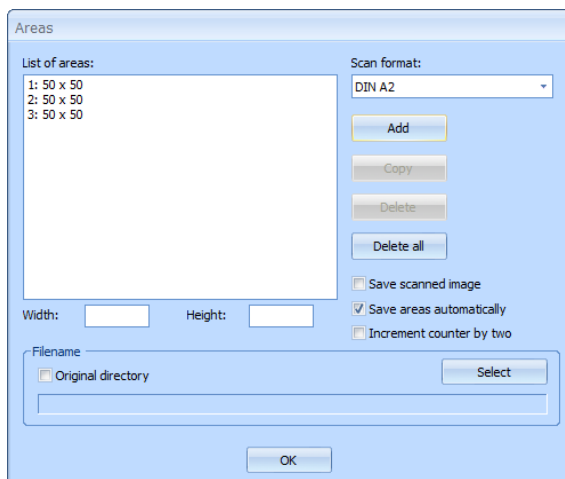 Areas
List of areas:
1: 50 x 50
2: 50 x 50
3: 50 x 50
Scan format:
DIN A2
Add
Copy
Delete
Delete all
Save scanned image
Save areas automatically
Increment counter by two
Width:
Height:
Filename
Original directory
Select
OK